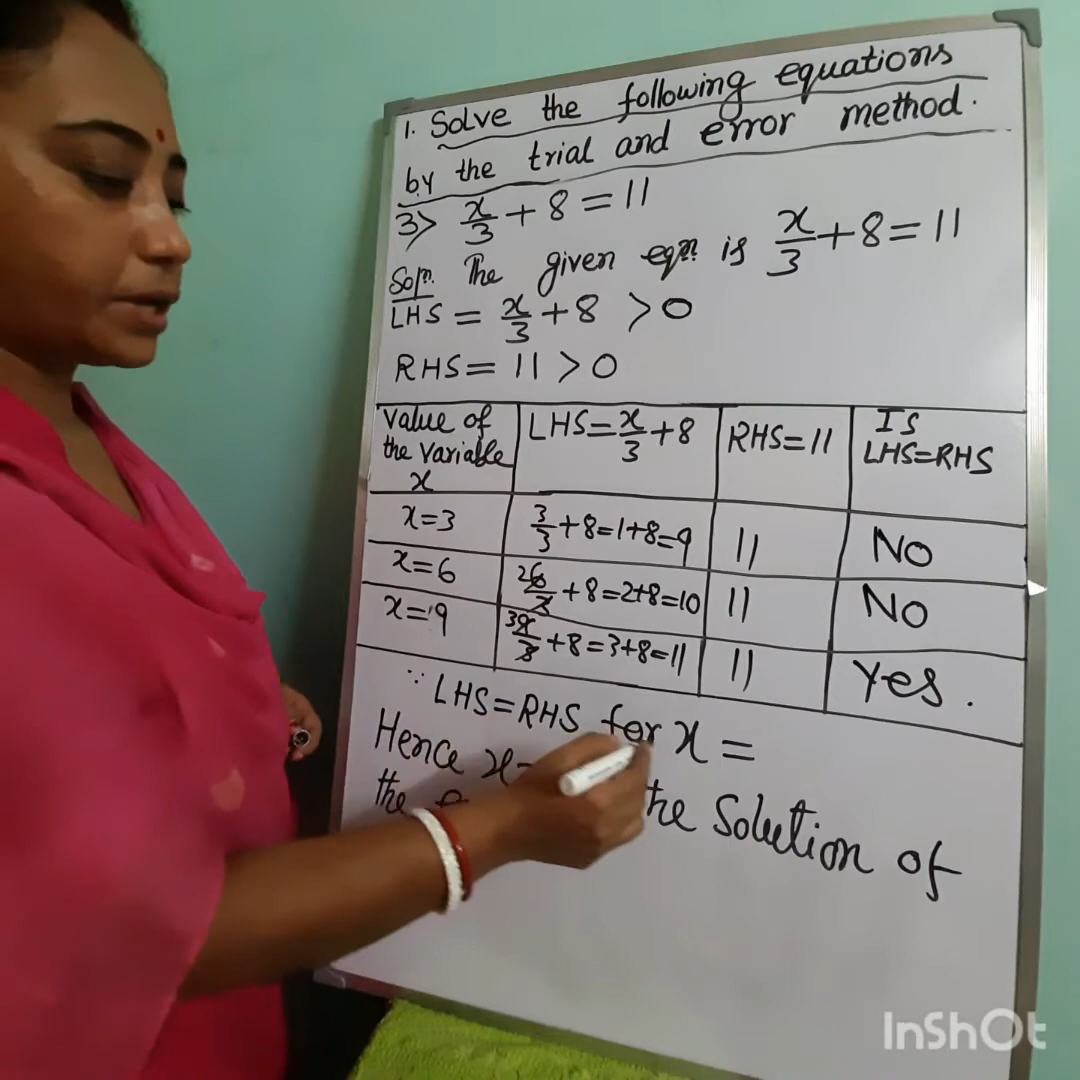 1. Solve the following equations
by the trial and error method.
3> x/3 + 8 = 11
Solⁿ. The given eqⁿ. is x/3 + 8 = 11
LHS = x/3 + 8 > 0
RHS = 11 > 0
value of the variable x | LHS = x/3 + 8 | RHS = 11 | Is LHS=RHS
x=3 | 3/3 + 8 = 1+8=9 | 11 | No
x=6 | 6/3 + 8 = 2+8=10 | 11 | No
x=9 | 9/3 + 8 = 3+8=11 | 11 | Yes.
∵ LHS = RHS for x =
Hence x the Solution of
the
InShOt